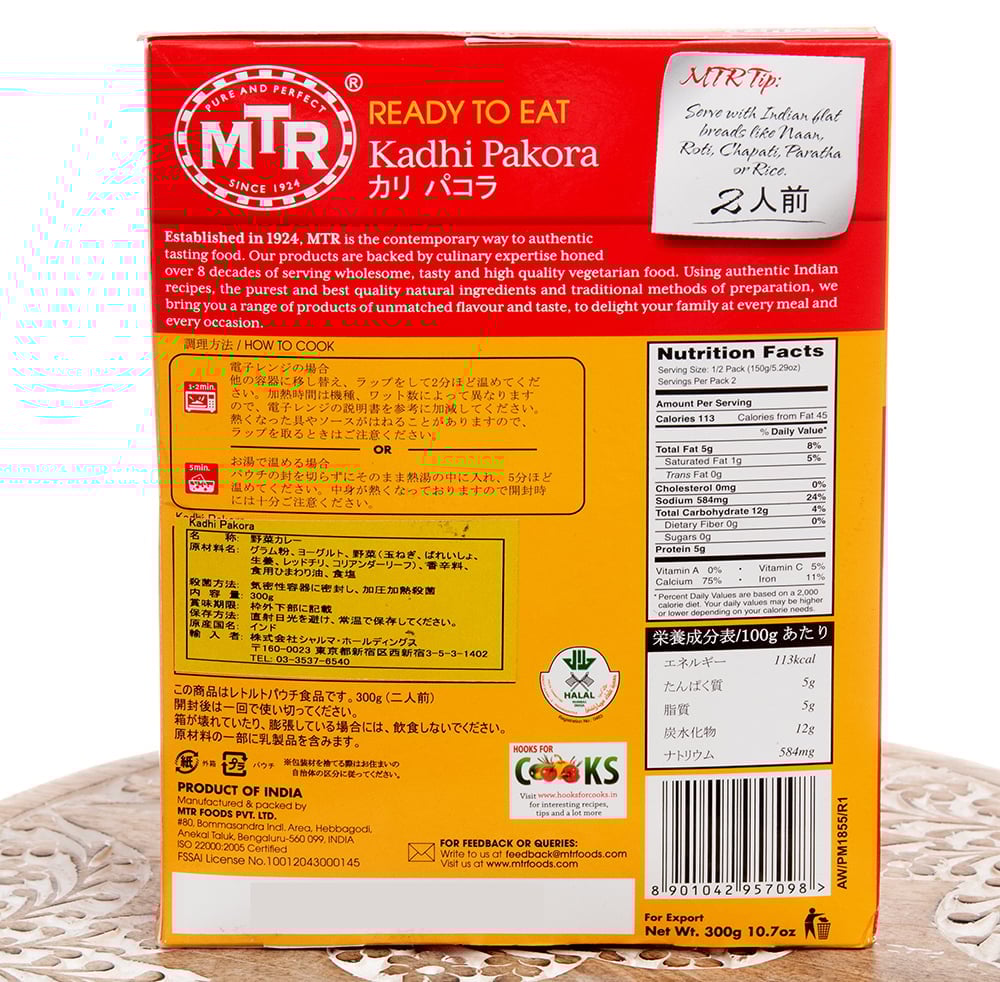 PURE AND PERFECT
MTR®
SINCE 1924
READY TO EAT
Kadhi Pakora
カリ パコラ
MTR Tip:
Serve with Indian flat
breads like Naan,
Roti, Chapati, Paratha
or Rice.
2人前
Established in 1924, MTR is the contemporary way to authentic
tasting food. Our products are backed by culinary expertise honed
over 8 decades of serving wholesome, tasty and high quality vegetarian food. Using authentic Indian
recipes, the purest and best quality natural ingredients and traditional methods of preparation, we
bring you a range of products of unmatched flavour and taste, to delight your family at every meal and
every occasion.
調理方法 / HOW TO COOK
1-2min.
電子レンジの場合
他の容器に移し替え、ラップをして2分ほど温めてくだ
さい。加熱時間は機種、ワット数によって異なります
ので、電子レンジの説明書を参考に加減してください。
熱くなった具やソースがはねることがありますので、
ラップを取るときはご注意ください。
OR
5min.
お湯で温める場合
パウチの封を切らずにそのまま熱湯の中に入れ、5分ほど
温めてください。中身が熱くなっておりますので開封時
には十分ご注意ください。
Kadhi Pakora
名 称: 野菜カレー
原材料名: グラム粉、ヨーグルト、野菜(玉ねぎ、ばれいしょ、
生姜、レッドチリ、コリアンダーリーフ)、香辛料、
食用ひまわり油、食塩
殺菌方法: 気密性容器に密封し、加圧加熱殺菌
内 容 量: 300g
賞味期限: 枠外下部に記載
保存方法: 直射日光を避け、常温で保存してください。
原産国名: インド
輸 入 者: 株式会社シャルマ・ホールディングス
〒160-0023 東京都新宿区西新宿3-5-3-1402
TEL: 03-3537-6540
この商品はレトルトパウチ食品です。300g(二人前)
開封後は一回で使い切ってください。
箱が壊れていたり、膨張している場合には、飲食しないでください。
原材料の一部に乳製品を含みます。
紙 外箱 プラ パウチ ※包装材を捨てる際はお住まいの
自治体の区分に従ってください。
PRODUCT OF INDIA
Manufactured & packed by
MTR FOODS PVT. LTD.
#80, Bommasandra Indl. Area, Hebbagodi,
Anekal Taluk, Bengaluru-560 099, INDIA
ISO 22000:2005 Certified
FSSAI License No.10012043000145
HALAL
INDIA
HOOKS FOR
COOKS
Visit www.hooksforcooks.in
for interesting recipes,
tips and a lot more
FOR FEEDBACK OR QUERIES:
Write to us at feedback@mtrfoods.com
Visit us at www.mtrfoods.com
Nutrition Facts
Serving Size: 1/2 Pack (150g/5.29oz)
Servings Per Pack 2
Amount Per Serving
Calories 113 Calories from Fat 45
% Daily Value*
Total Fat 5g 8%
Saturated Fat 1g 5%
Trans Fat 0g
Cholesterol 0mg 0%
Sodium 584mg 24%
Total Carbohydrate 12g 4%
Dietary Fiber 0g 0%
Sugars 0g
Protein 5g
Vitamin A 0% • Vitamin C 5%
Calcium 75% • Iron 11%
*Percent Daily Values are based on a 2,000
calorie diet. Your daily values may be higher
or lower depending on your calorie needs.
栄養成分表/100g あたり
エネルギー 113kcal
たんぱく質 5g
脂質 5g
炭水化物 12g
ナトリウム 584mg
8 901042 957098 >
AW/PM1855/R1
For Export
Net Wt. 300g 10.7oz